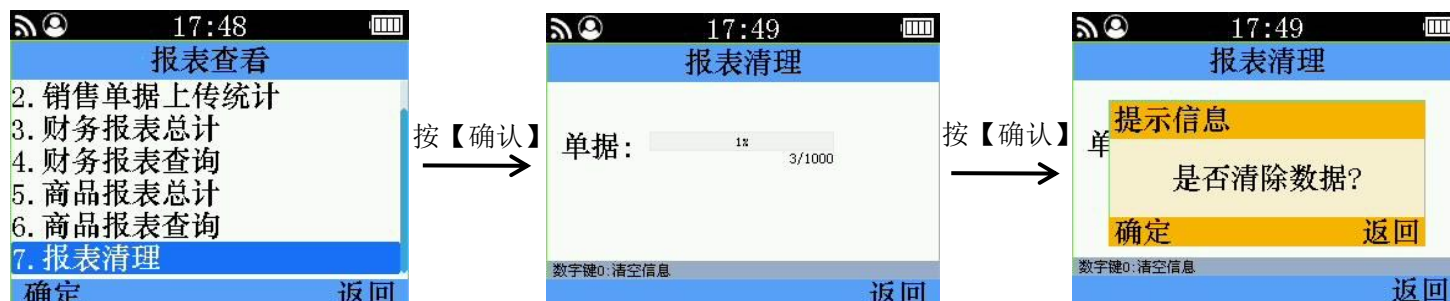 17:48
报表查看
2.销售单据上传统计
3.财务报表总计
4.财务报表查询
5.商品报表总计
6.商品报表查询
7.报表清理
确定 返回
按【确认】
17:49
报表清理
单据:
1%
3/1000
数字键0:清空信息
返回
按【确认】
17:49
报表清理
单
提示信息
是否清除数据?
确定 返回
数字键0:清空信息
返回